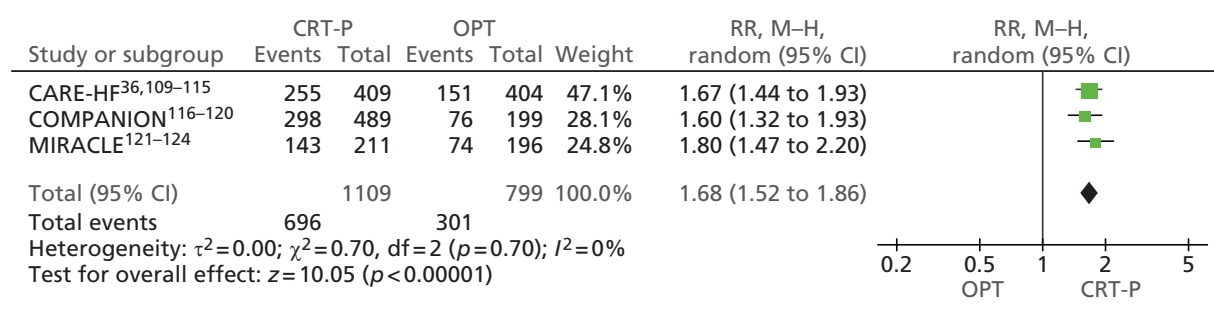 CRT-P OPT RR, M–H, RR, M–H,
Study or subgroup Events Total Events Total Weight random (95% CI) random (95% CI)
CARE-HF36,109–115 255 409 151 404 47.1% 1.67 (1.44 to 1.93)
COMPANION116–120 298 489 76 199 28.1% 1.60 (1.32 to 1.93)
MIRACLE121–124 143 211 74 196 24.8% 1.80 (1.47 to 2.20)
Total (95% CI) 1109 799 100.0% 1.68 (1.52 to 1.86)
Total events 696 301
Heterogeneity: τ2=0.00; χ2=0.70, df=2 (p=0.70); I2=0%
Test for overall effect: z=10.05 (p<0.00001)
0.2 0.5 1 2 5
OPT CRT-P